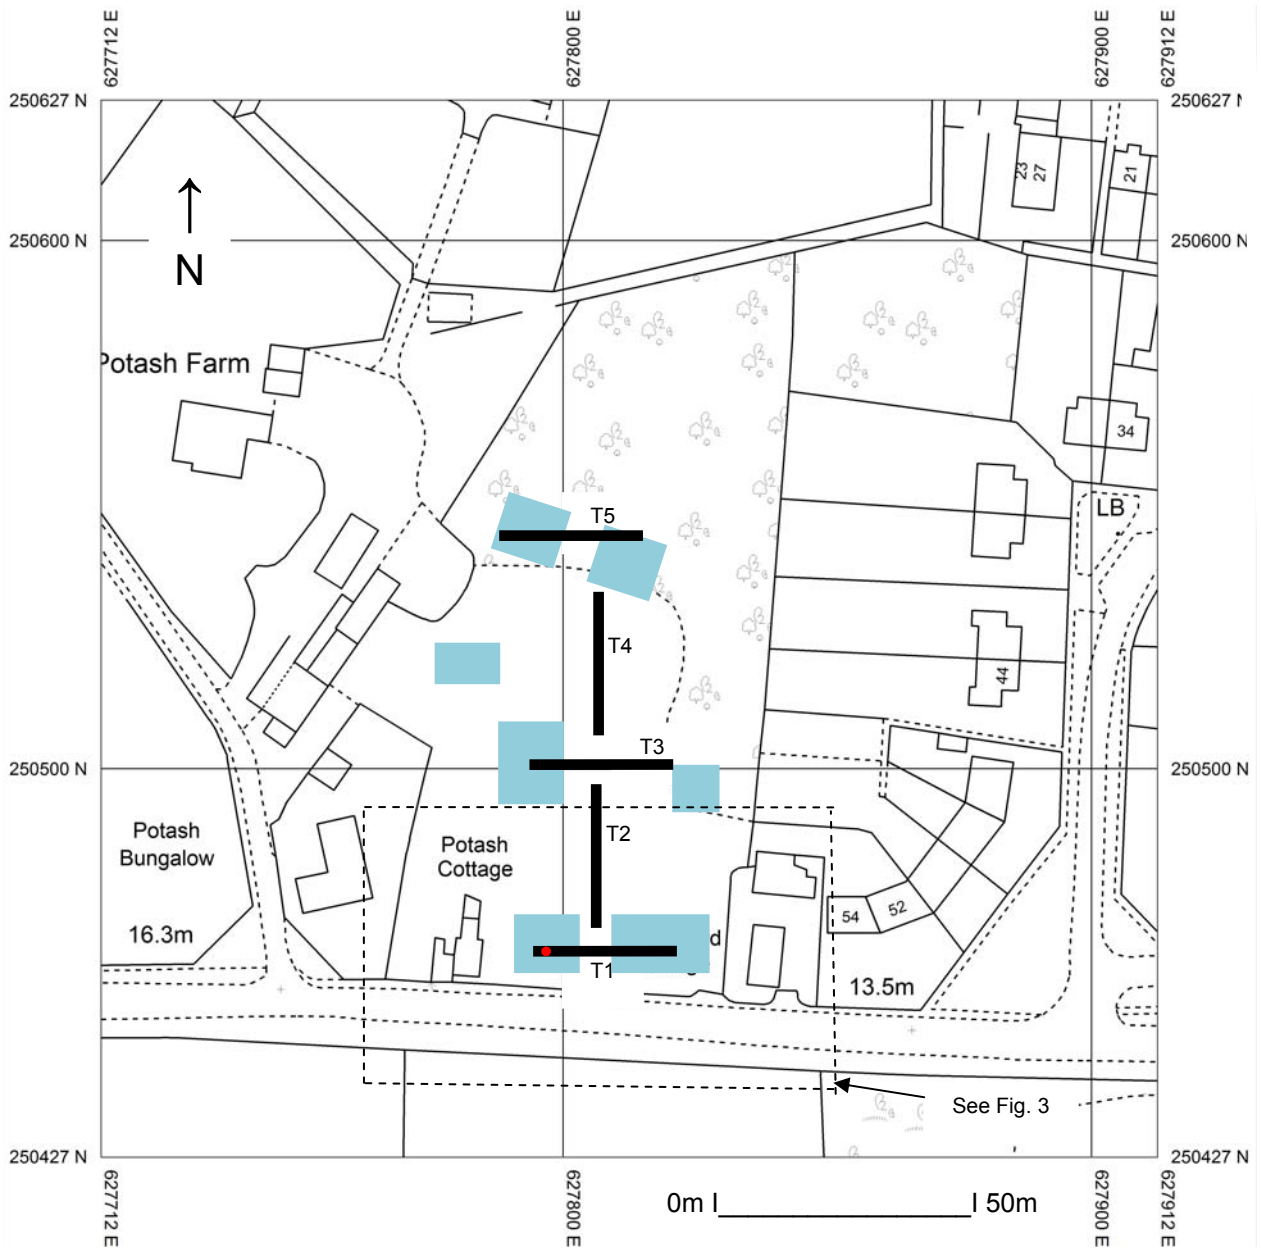 627712 E
627800 E
627900 E
627912 E
250627 N
250627 N
23
27
21
250600 N
250600 N
N
Potash Farm
34
LB
T5
T4
44
T3
250500 N
250500 N
T2
Potash
Bungalow
Potash
Cottage
54
52
16.3m
d
T1
13.5m
See Fig. 3
250427 N
250427 N
0m I__________________I 50m
627712 E
627800 E
627900 E
627912 E